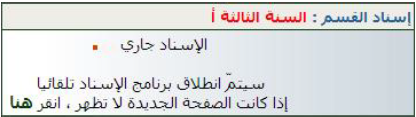 إسناد القسم : السنة الثالثة أ
الإسناد جاري
سيتمّ انطلاق برنامج الإسناد تلقائيا
إذا كانت الصفحة الجديدة لا تظهر ، انقر هنا